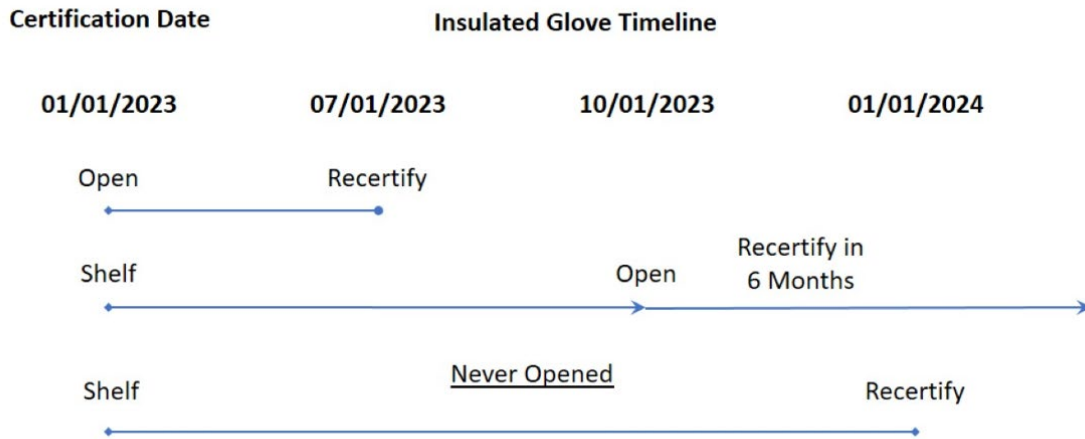 Certification Date
Insulated Glove Timeline
01/01/2023
07/01/2023
10/01/2023
01/01/2024
Open
Recertify
Shelf
Open
Recertify in
6 Months
Never Opened
Shelf
Recertify